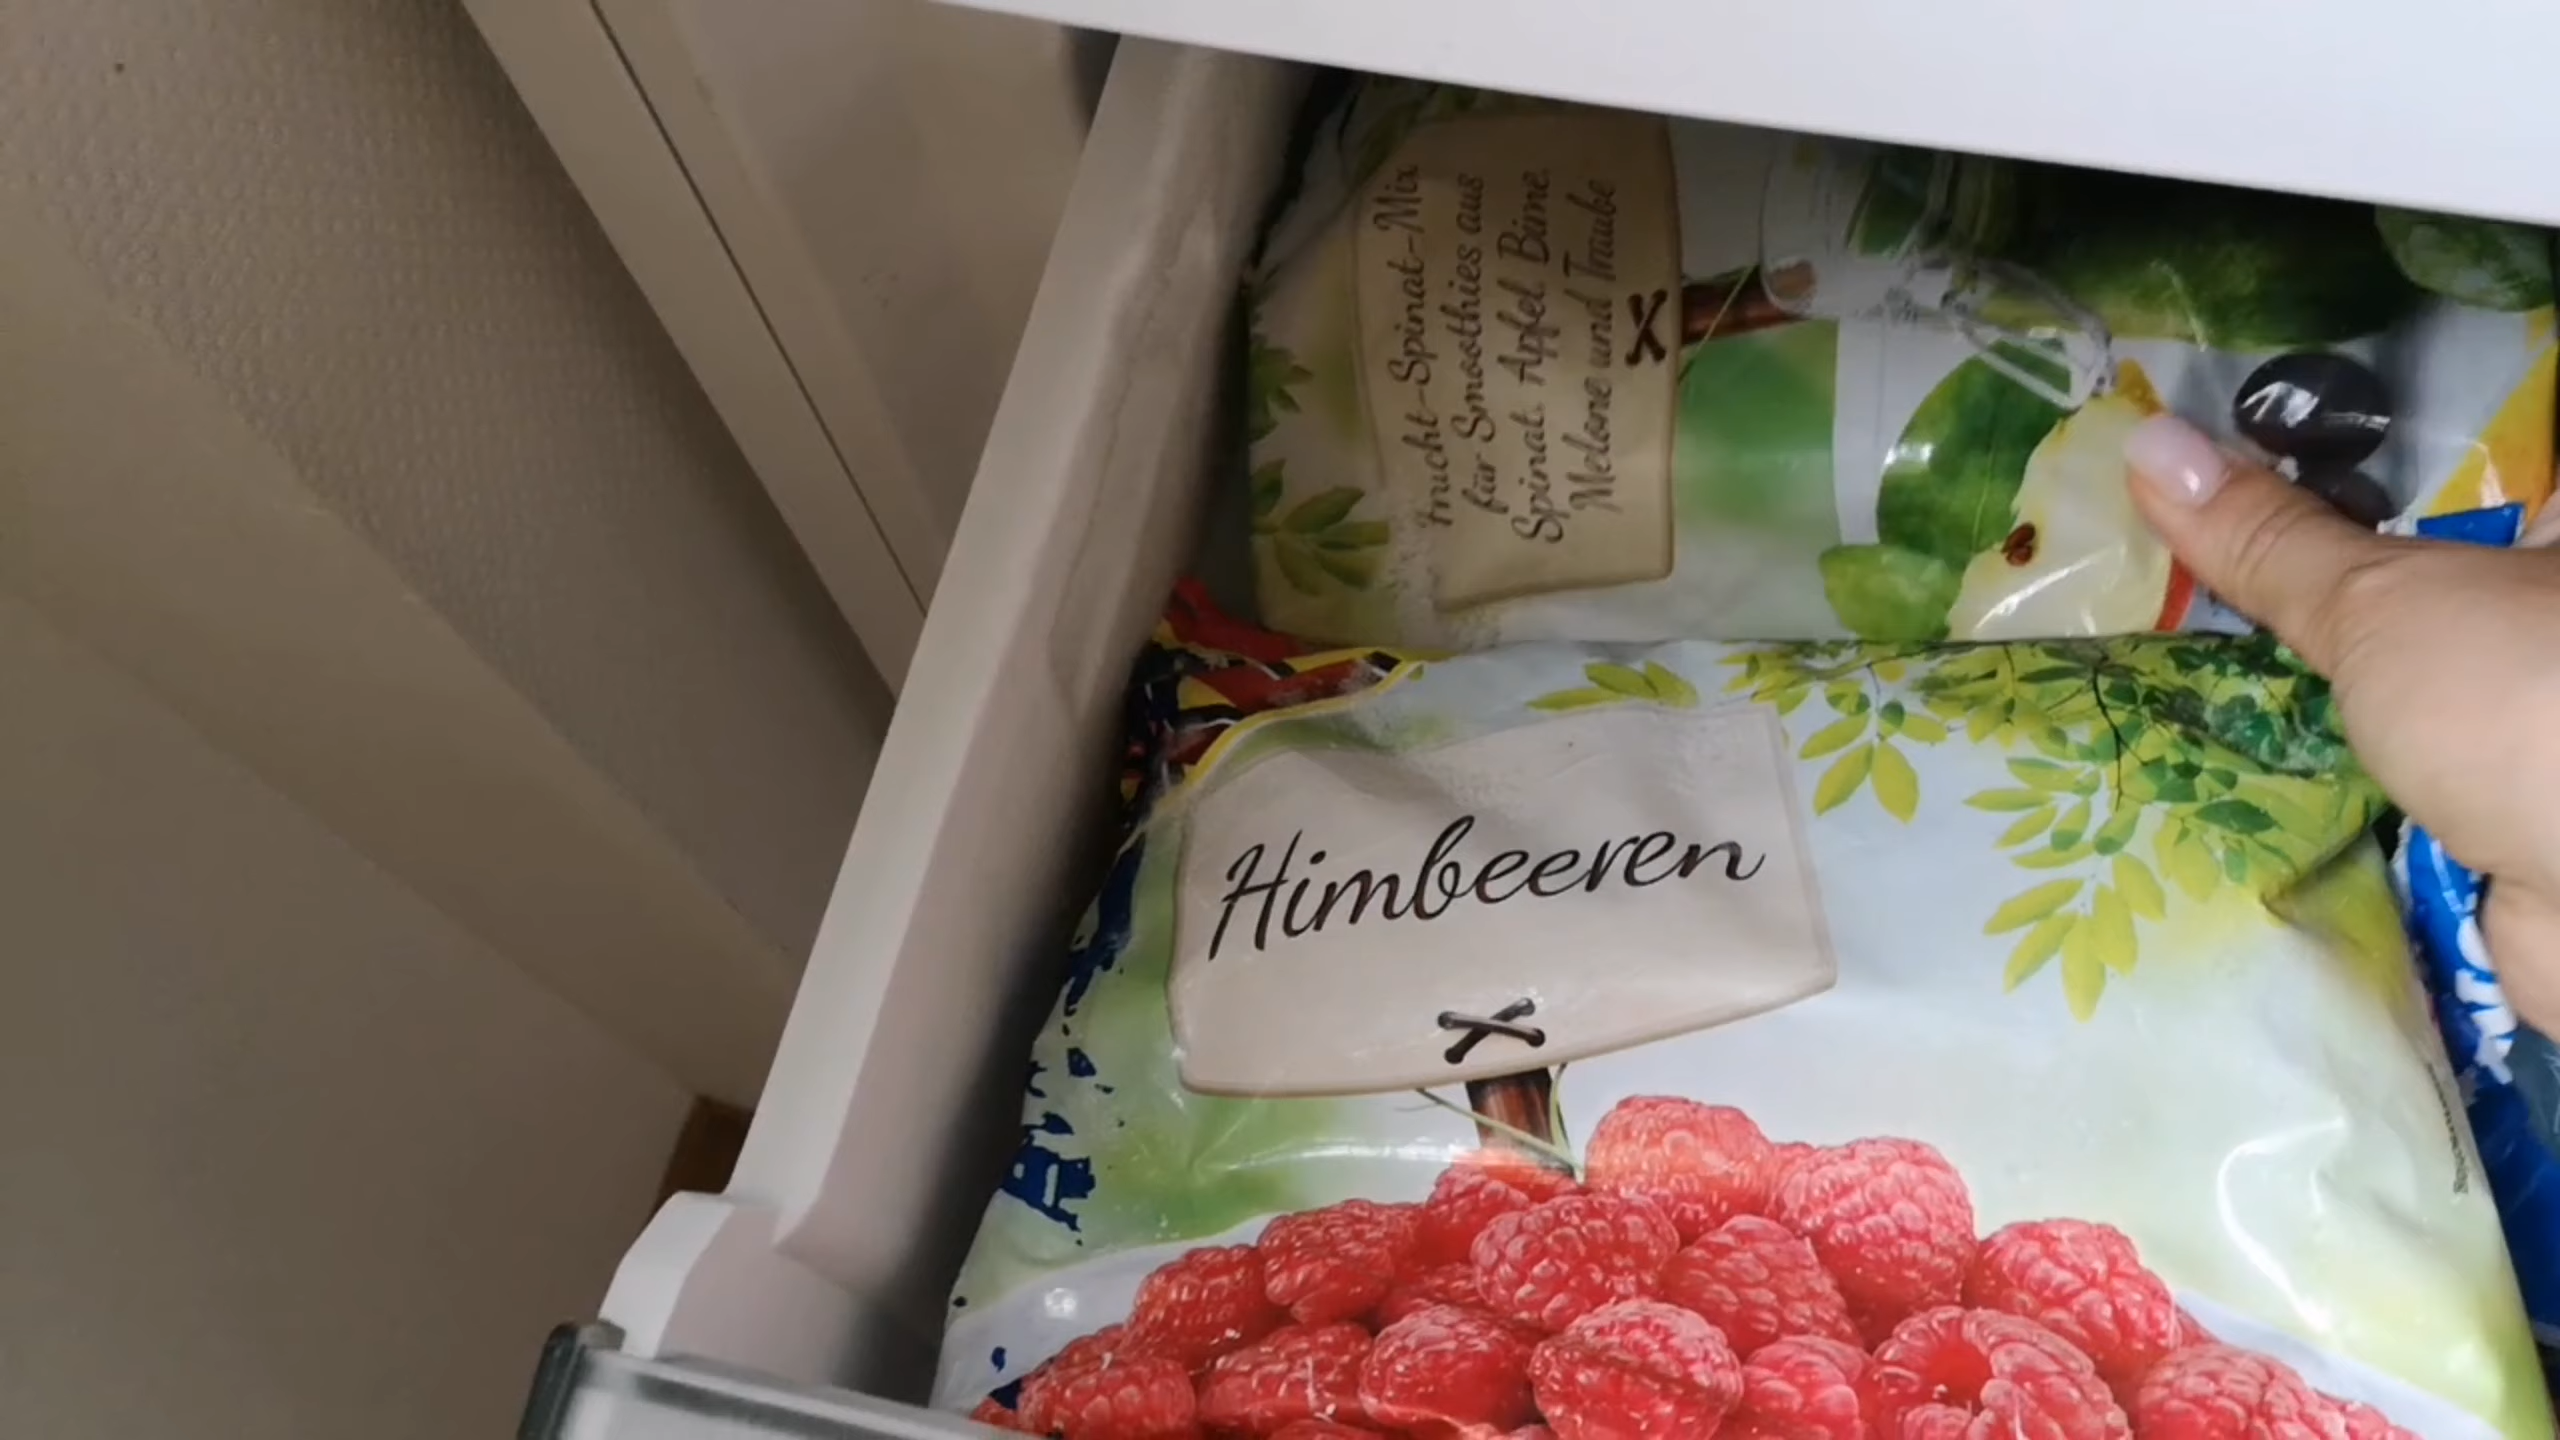 Frucht-Spinat-Mix
für Smoothies aus
Spinat, Apfel, Birne,
Melone und Traube
Himbeeren